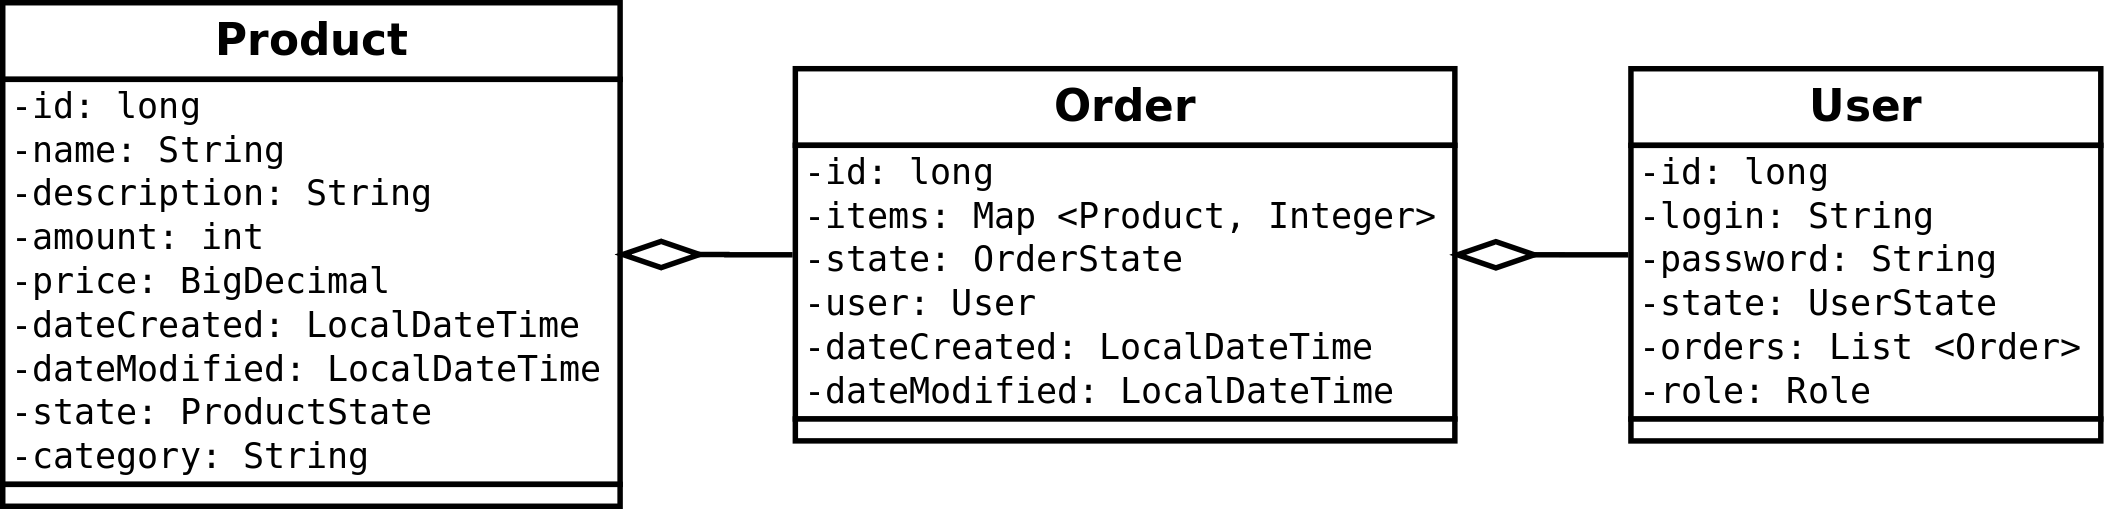 Product
-id: long
-name: String
-description: String
-amount: int
-price: BigDecimal
-dateCreated: LocalDateTime
-dateModified: LocalDateTime
-state: ProductState
-category: String
Order
-id: long
-items: Map <Product, Integer>
-state: OrderState
-user: User
-dateCreated: LocalDateTime
-dateModified: LocalDateTime
User
-id: long
-login: String
-password: String
-state: UserState
-orders: List <Order>
-role: Role